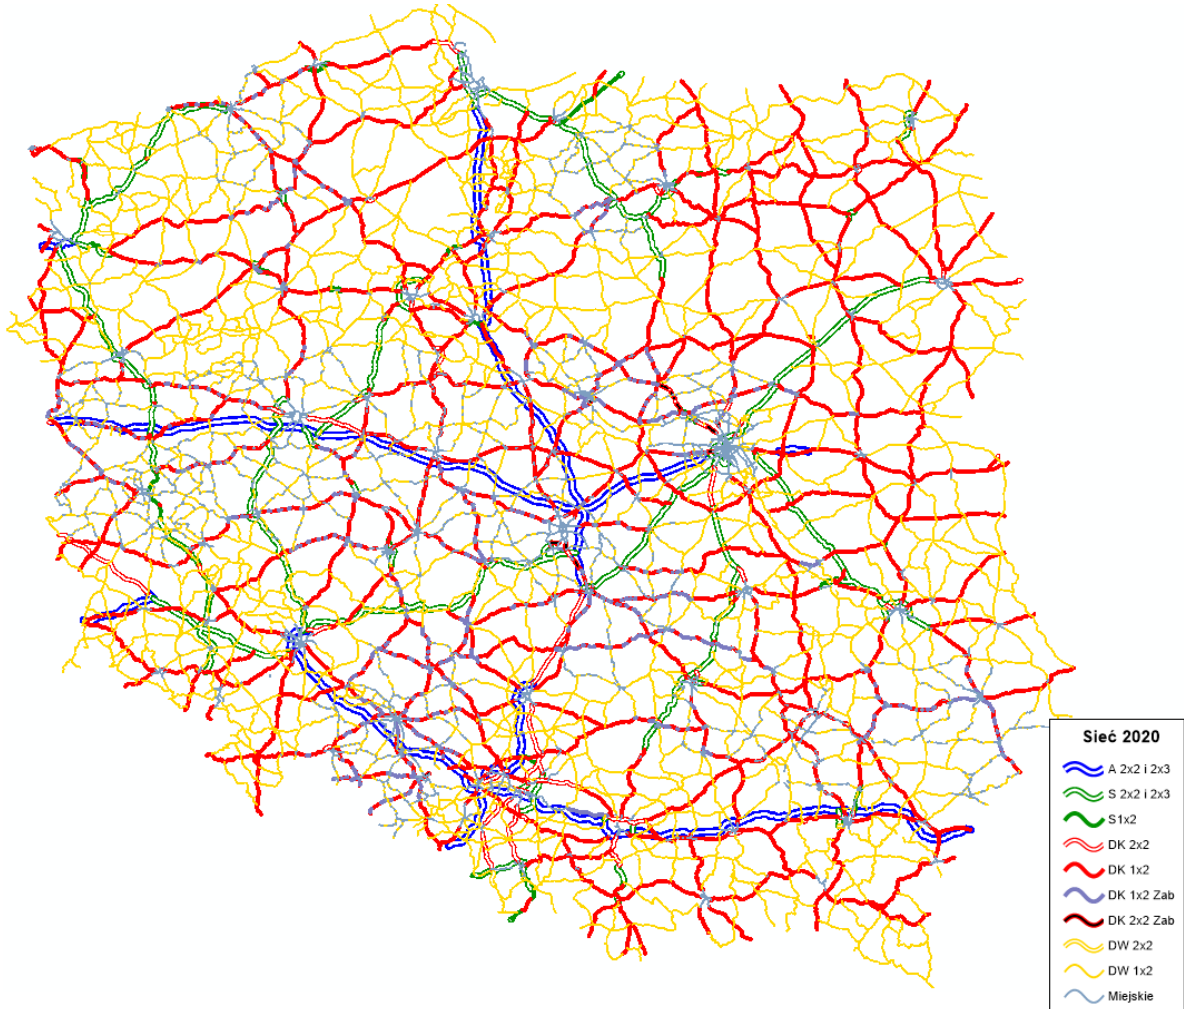 Sieć 2020
A 2x2 i 2x3
S 2x2 i 2x3
S1x2
DK 2x2
DK 1x2
DK 1x2 Zab
DK 2x2 Zab
DW 2x2
DW 1x2
Miejskie